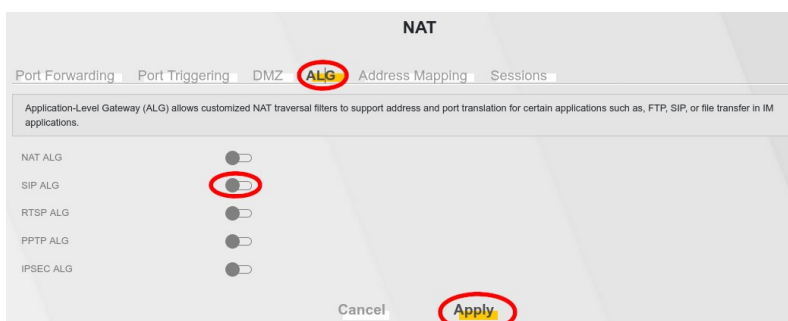 NAT
Port Forwarding Port Triggering DMZ ALG Address Mapping Sessions
Application-Level Gateway (ALG) allows customized NAT traversal filters to support address and port translation for certain applications such as, FTP, SIP, or file transfer in IM
applications.
NAT ALG
SIP ALG
RTSP ALG
PPTP ALG
IPSEC ALG
Cancel Apply